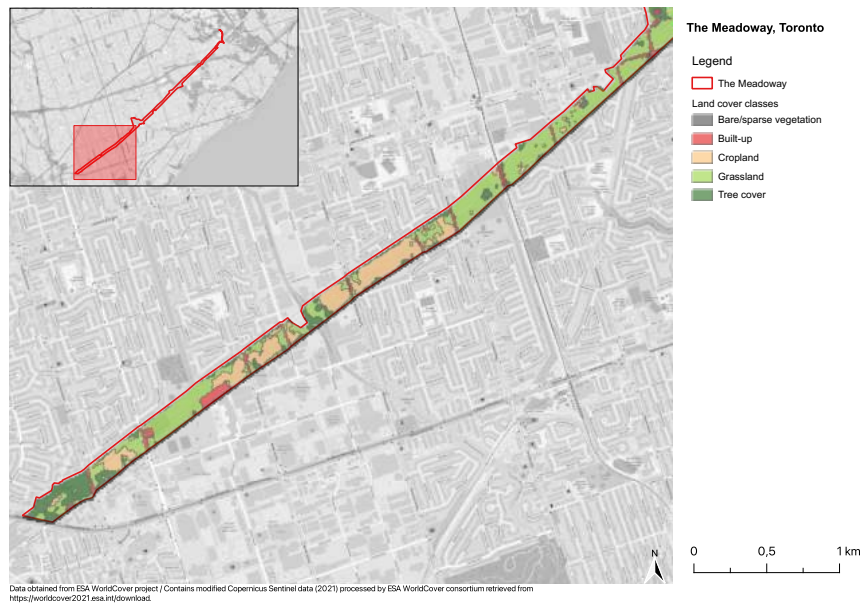 The Meadoway, Toronto
Legend
The Meadoway
Land cover classes
Bare/sparse vegetation
Built-up
Cropland
Grassland
Tree cover
N
0 0,5 1 km
Data obtained from ESA WorldCover project / Contains modified Copernicus Sentinel data (2021) processed by ESA WorldCover consortium retrieved from
https://worldcover2021.esa.int/download.